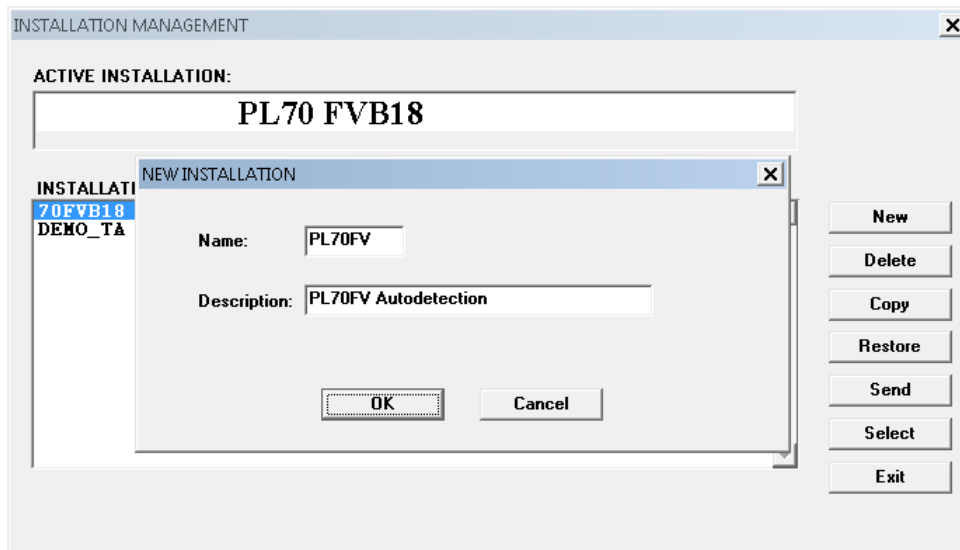 INSTALLATION MANAGEMENT
ACTIVE INSTALLATION:
PL70 FVB18
NEW INSTALLATION
INSTALLATI
70FVB18
DEMO_TA
Name: PL70FV
Description: PL70FV Autodetection
OK Cancel
New
Delete
Copy
Restore
Send
Select
Exit